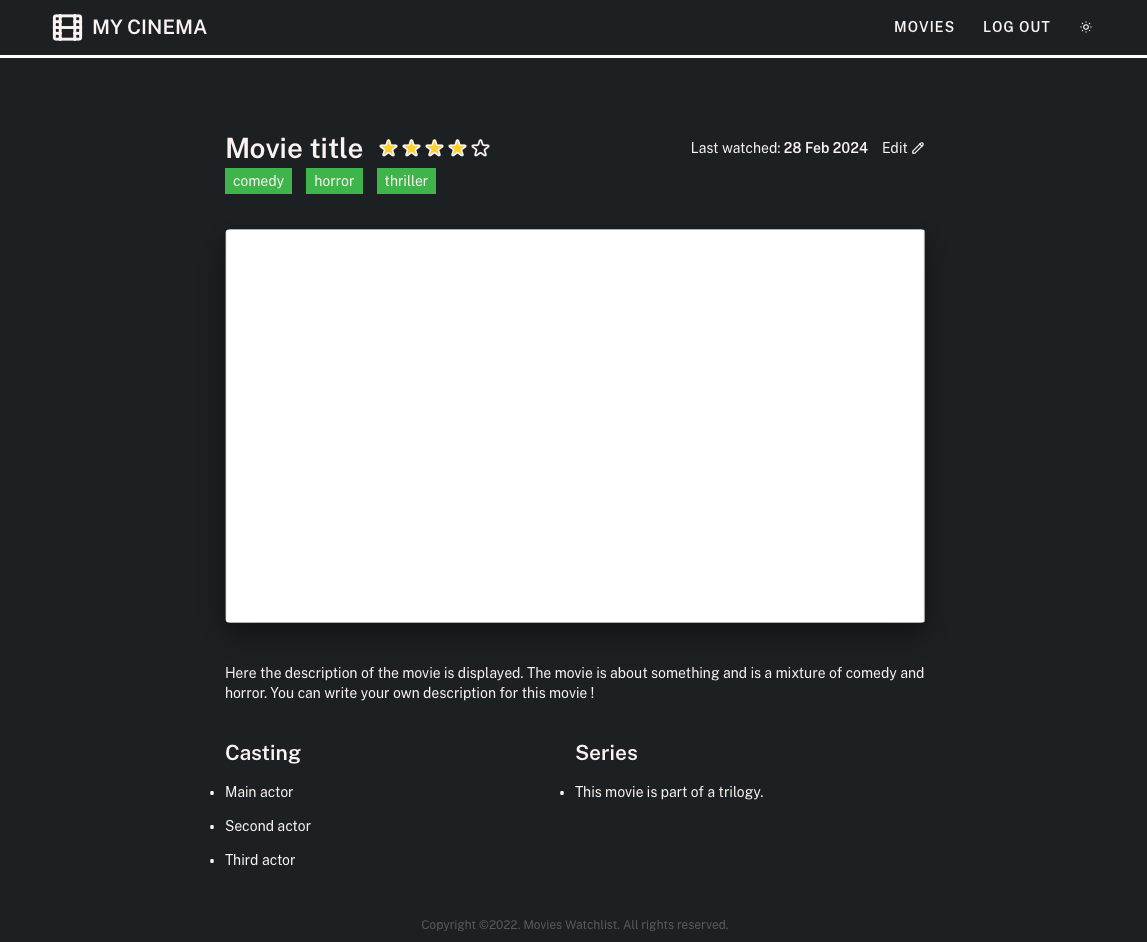 MY CINEMA
MOVIES LOG OUT
Movie title
Last watched: 28 Feb 2024 Edit
comedy horror thriller
Here the description of the movie is displayed. The movie is about something and is a mixture of comedy and
horror. You can write your own description for this movie !
Casting
Main actor
Second actor
Third actor
Series
This movie is part of a trilogy.
Copyright ©2022. Movies Watchlist. All rights reserved.